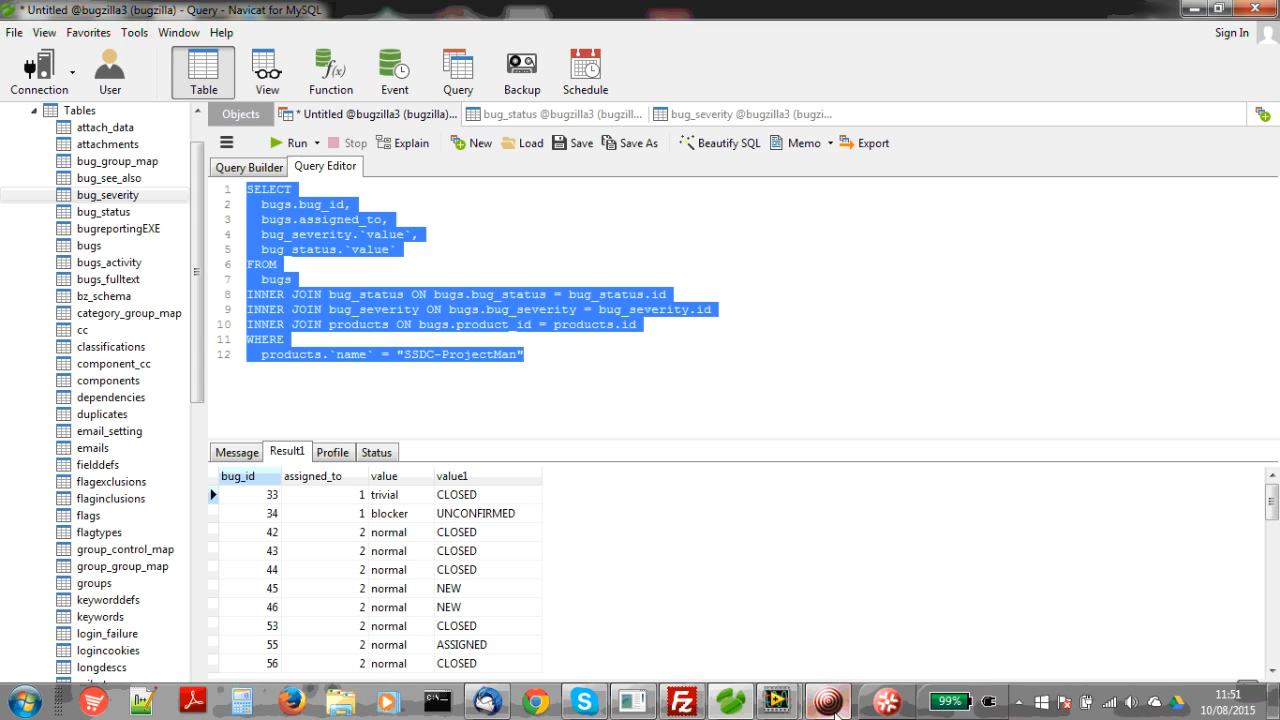 * Untitled @bugzilla3 (bugzilla) - Query - Navicat for MySQL
File View Favorites Tools Window Help Sign In
Connection User Table View Function Event Query Backup Schedule
f(x)
Tables
attach_data
attachments
bug_group_map
bug_see_also
bug_severity
bug_status
bugreportingEXE
bugs
bugs_activity
bugs_fulltext
bz_schema
category_group_map
cc
classifications
component_cc
components
dependencies
duplicates
email_setting
emails
fielddefs
flagexclusions
flaginclusions
flags
flagtypes
group_control_map
group_group_map
groups
keyworddefs
keywords
login_failure
logincookies
longdescs
Objects * Untitled @bugzilla3 (bugzilla)... bug_status @bugzilla3 (bugzill... bug_severity @bugzilla3 (bugzi...
Run Stop Explain New Load Save Save As Beautify SQL Memo Export
Query Builder Query Editor
1 SELECT
2 bugs.bug_id,
3 bugs.assigned_to,
4 bug_severity.`value`,
5 bug_status.`value`
6 FROM
7 bugs
8 INNER JOIN bug_status ON bugs.bug_status = bug_status.id
9 INNER JOIN bug_severity ON bugs.bug_severity = bug_severity.id
10 INNER JOIN products ON bugs.product_id = products.id
11 WHERE
12 products.`name` = "SSDC-ProjectMan"
Message Result1 Profile Status
bug_id assigned_to value value1
33 1 trivial CLOSED
34 1 blocker UNCONFIRMED
42 2 normal CLOSED
43 2 normal CLOSED
44 2 normal CLOSED
45 2 normal NEW
46 2 normal NEW
53 2 normal CLOSED
55 2 normal ASSIGNED
56 2 normal CLOSED
99%
11:51
10/08/2015